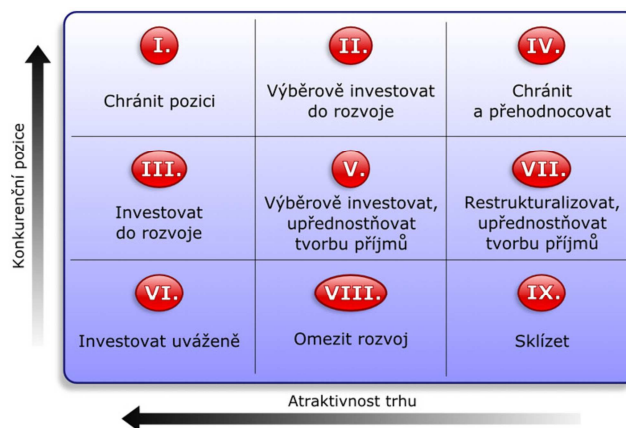 I.
Chránit pozici
II.
Výběrově investovat
do rozvoje
IV.
Chránit
a přehodnocovat
III.
Investovat
do rozvoje
V.
Výběrově investovat,
upřednostňovat
tvorbu příjmů
VII.
Restrukturalizovat,
upřednostňovat
tvorbu příjmů
VI.
Investovat uváženě
VIII.
Omezit rozvoj
IX.
Sklízet
Konkurenční pozice
Atraktivnost trhu